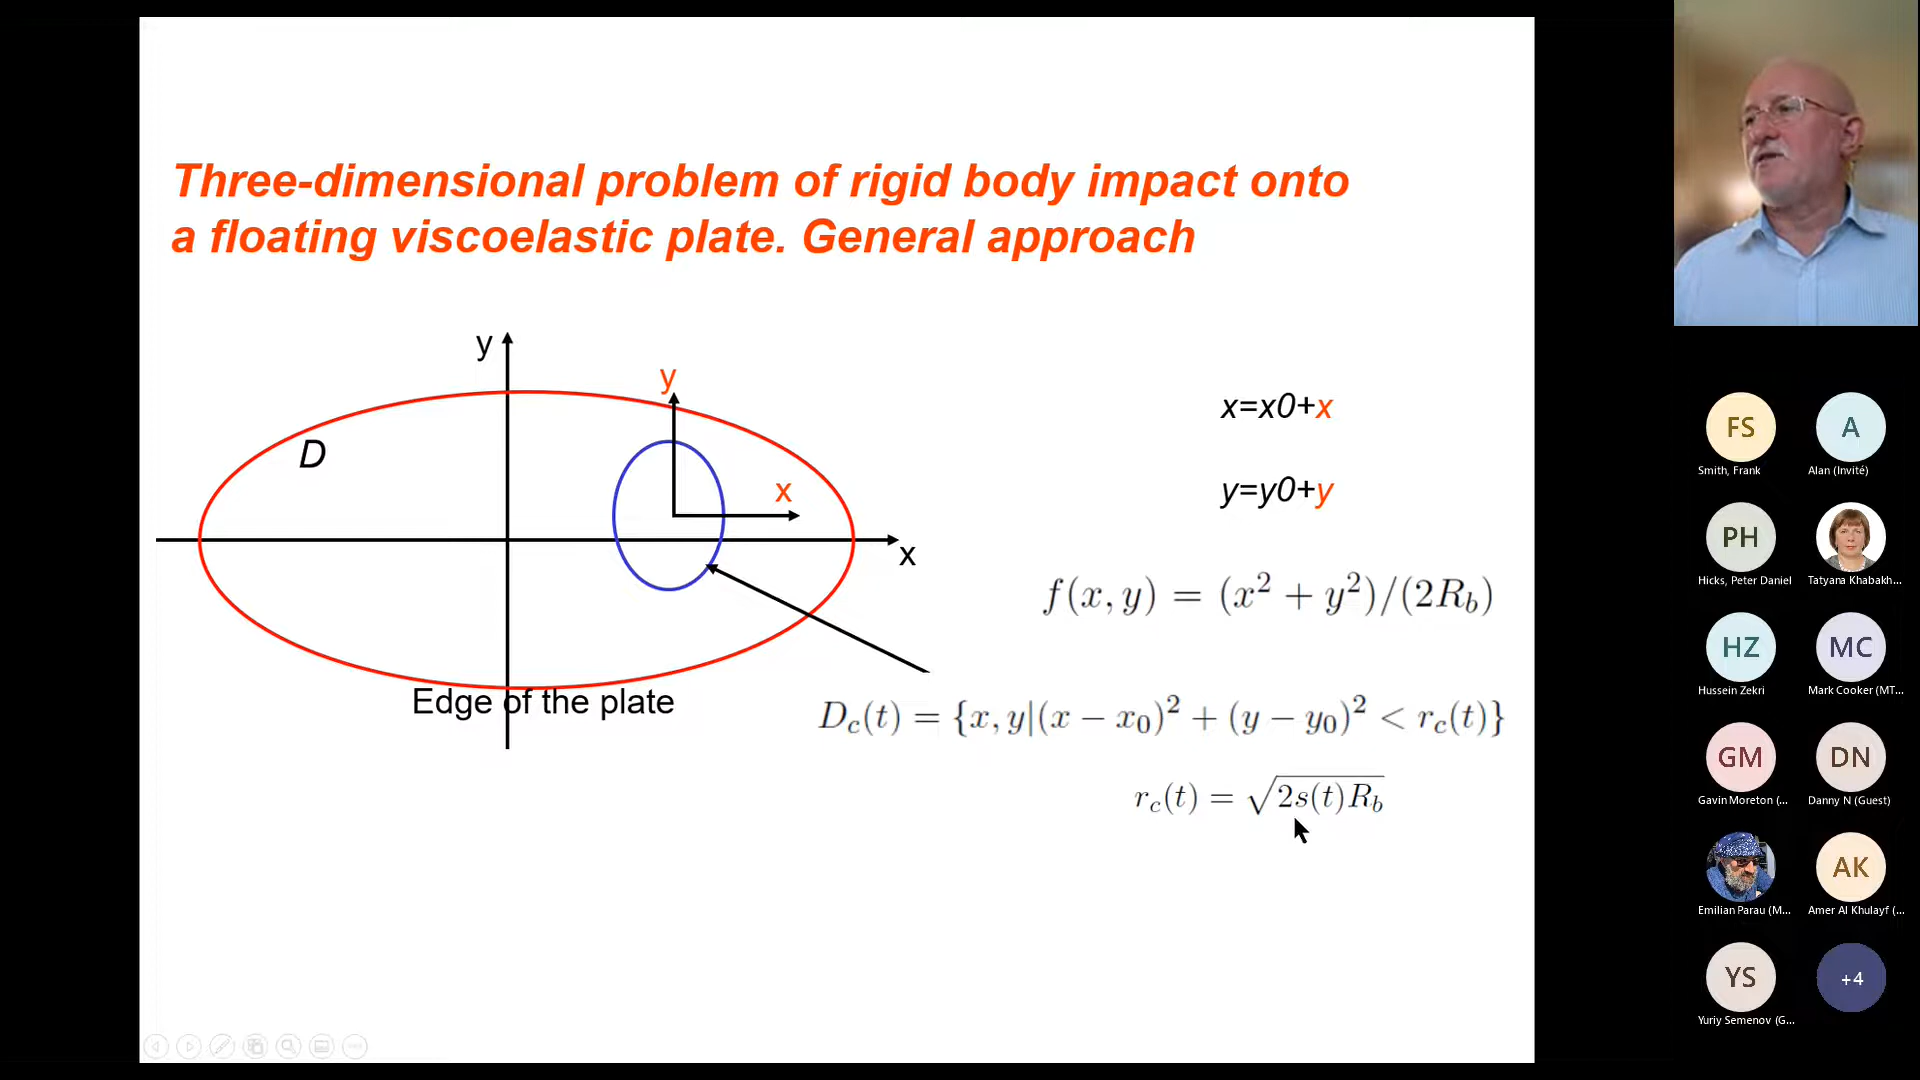 Three-dimensional problem of rigid body impact onto
a floating viscoelastic plate. General approach
y
y
D
x
x
Edge of the plate
x=x0+x
y=y0+y
f(x, y) = (x² + y²)/(2R_b)
D_c(t) = {x, y|(x − x₀)² + (y − y₀)² < r_c(t)}
r_c(t) = √2s(t)R_b
FS
Smith, Frank
A
Alan (Invité)
PH
Hicks, Peter Daniel
Tatyana Khabakh...
HZ
Hussein Zekri
MC
Mark Cooker (MT...
GM
Gavin Moreton (...
DN
Danny N (Guest)
Emilian Parau (M...
AK
Amer Al Khulayf (...
YS
Yuriy Semenov (G...
+4